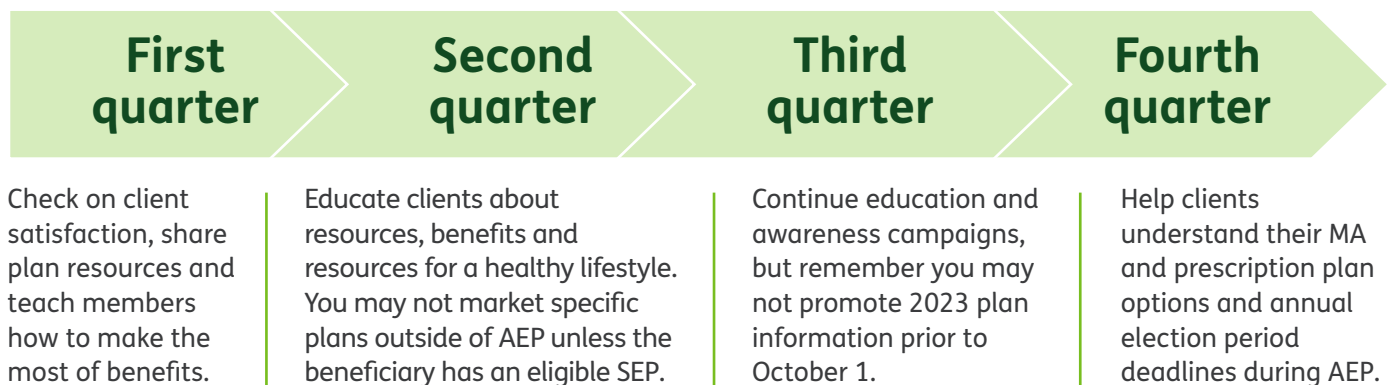 First
quarter
Second
quarter
Third
quarter
Fourth
quarter
Check on client
satisfaction, share
plan resources and
teach members
how to make the
most of benefits.
Educate clients about
resources, benefits and
resources for a healthy lifestyle.
You may not market specific
plans outside of AEP unless the
beneficiary has an eligible SEP.
Continue education and
awareness campaigns,
but remember you may
not promote 2023 plan
information prior to
October 1.
Help clients
understand their MA
and prescription plan
options and annual
election period
deadlines during AEP.